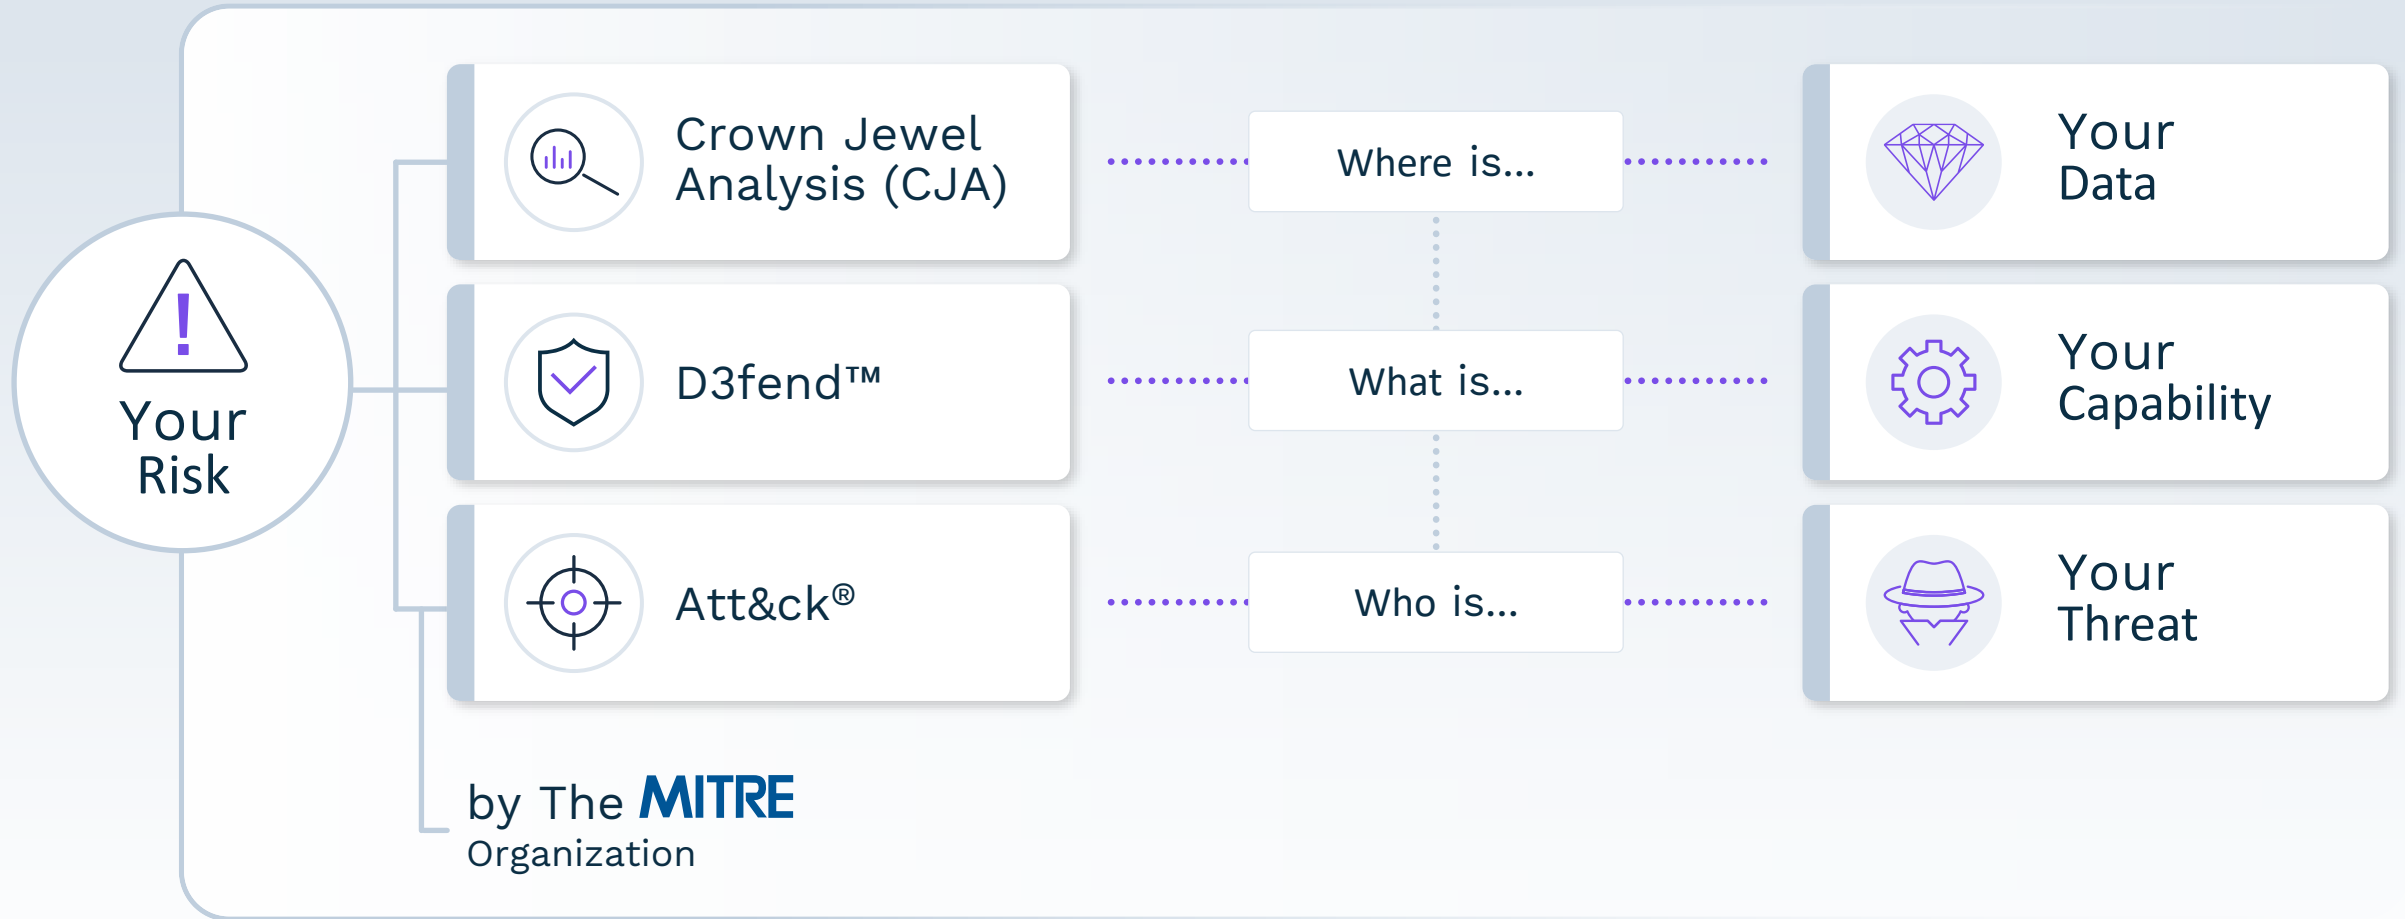 Your
Risk
Crown Jewel
Analysis (CJA)
Where is...
Your
Data
D3fend™
What is...
Your
Capability
Att&ck®
Who is...
Your
Threat
by The MITRE
Organization